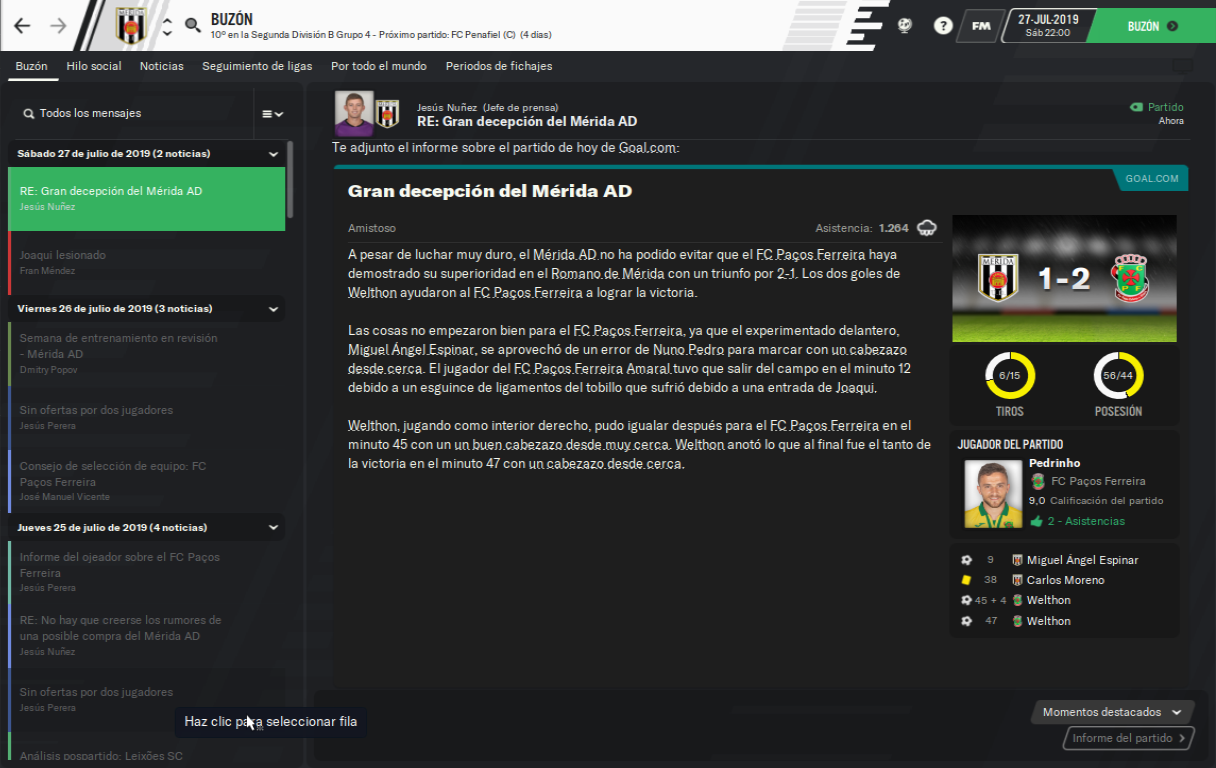 BUZÓN
10º en la Segunda División B Grupo 4 - Próximo partido: FC Penafiel (C) (4 días)
?
FM
27-JUL-2019
Sáb 22:00
BUZÓN
Buzón
Hilo social
Noticias
Seguimiento de ligas
Por todo el mundo
Periodos de fichajes
Todos los mensajes
Sábado 27 de julio de 2019 (2 noticias)
RE: Gran decepción del Mérida AD
Jesús Nuñez
Joaqui lesionado
Fran Méndez
Viernes 26 de julio de 2019 (3 noticias)
Semana de entrenamiento en revisión
- Mérida AD
Dmitry Popov
Sin ofertas por dos jugadores
Jesús Perera
Consejo de selección de equipo: FC
Paços Ferreira
José Manuel Vicente
Jueves 25 de julio de 2019 (4 noticias)
Informe del ojeador sobre el FC Paços
Ferreira
Jesús Perera
RE: No hay que creerse los rumores de
una posible compra del Mérida AD
Jesús Nuñez
Sin ofertas por dos jugadores
Jesús Perera
Haz clic para seleccionar fila
Análisis pospartido: Leixões SC
Jesús Nuñez (Jefe de prensa)
RE: Gran decepción del Mérida AD
Partido
Ahora
Te adjunto el informe sobre el partido de hoy de Goal.com:
GOAL.COM
Gran decepción del Mérida AD
Amistoso
Asistencia: 1.264
A pesar de luchar muy duro, el Mérida AD no ha podido evitar que el FC Paços Ferreira haya
demostrado su superioridad en el Romano de Mérida con un triunfo por 2-1. Los dos goles de
Welthon ayudaron al FC Paços Ferreira a lograr la victoria.
Las cosas no empezaron bien para el FC Paços Ferreira, ya que el experimentado delantero,
Miguel Ángel Espinar, se aprovechó de un error de Nuno Pedro para marcar con un cabezazo
desde cerca. El jugador del FC Paços Ferreira Amaral tuvo que salir del campo en el minuto 12
debido a un esguince de ligamentos del tobillo que sufrió debido a una entrada de Joaqui.
Welthon, jugando como interior derecho, pudo igualar después para el FC Paços Ferreira en el
minuto 45 con un un buen cabezazo desde muy cerca. Welthon anotó lo que al final fue el tanto de
la victoria en el minuto 47 con un cabezazo desde cerca.
MÉRIDA
1-2
6/15
56/44
TIROS
POSESIÓN
JUGADOR DEL PARTIDO
Pedrinho
FC Paços Ferreira
9,0 Calificación del partido
2 - Asistencias
9 Miguel Ángel Espinar
38 Carlos Moreno
45 + 4 Welthon
47 Welthon
Momentos destacados
Informe del partido